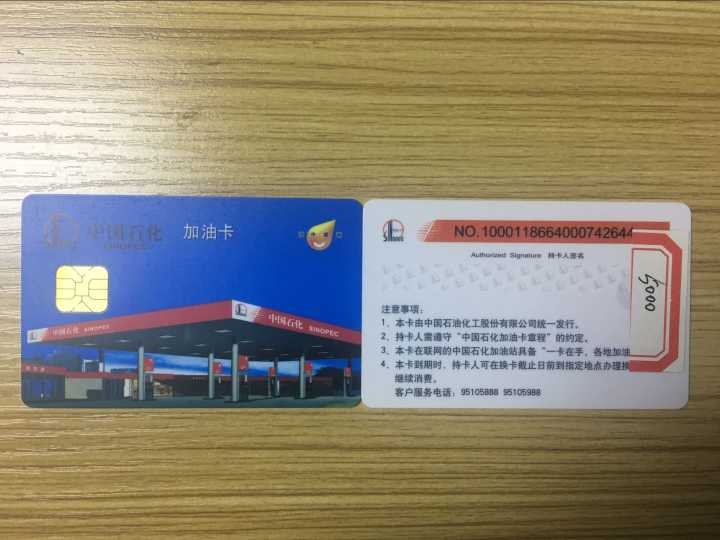 中国石化
SINOPEC
加油卡
中国石化 SINOPEC
中国石化 SINOPEC
NO.1000118664000742644
Authorized Signature 持卡人签名
5000
注意事项：
1、本卡由中国石油化工股份有限公司统一发行。
2、持卡人需遵守“中国石化加油卡章程”的约定。
3、本卡在联网的中国石化加油站具备“一卡在手，各地加油
4、本卡到期时，持卡人可在换卡截止日前到指定地点办理换
继续消费。
客户服务电话：95105888 95105988